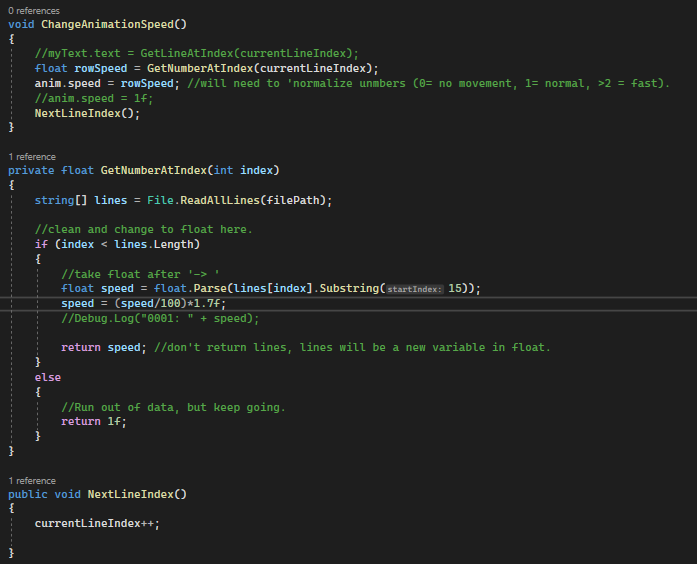 0 references
void ChangeAnimationSpeed()
{
//myText.text = GetLineAtIndex(currentLineIndex);
float rowSpeed = GetNumberAtIndex(currentLineIndex);
anim.speed = rowSpeed; //will need to 'normalize unmbers (0= no movement, 1= normal, >2 = fast).
//anim.speed = 1f;
NextLineIndex();
}
1 reference
private float GetNumberAtIndex(int index)
{
string[] lines = File.ReadAllLines(filePath);
//clean and change to float here.
if (index < lines.Length)
{
//take float after '-> '
float speed = float.Parse(lines[index].Substring(startIndex: 15));
speed = (speed/100)*1.7f;
//Debug.Log("0001: " + speed);
return speed; //don't return lines, lines will be a new variable in float.
}
else
{
//Run out of data, but keep going.
return 1f;
}
}
1 reference
public void NextLineIndex()
{
currentLineIndex++;
}